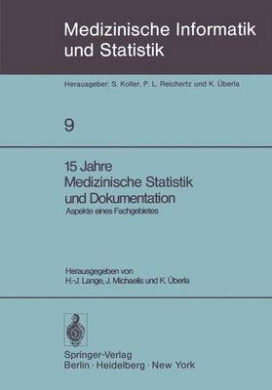 Medizinische Informatik
und Statistik
Herausgeber: S. Koller, P. L. Reichertz und K. Überla
9
15 Jahre
Medizinische Statistik
und Dokumentation
Aspekte eines Fachgebietes
Herausgegeben von
H.-J. Lange, J. Michaelis und K. Überla
Springer-Verlag
Berlin · Heidelberg · New York